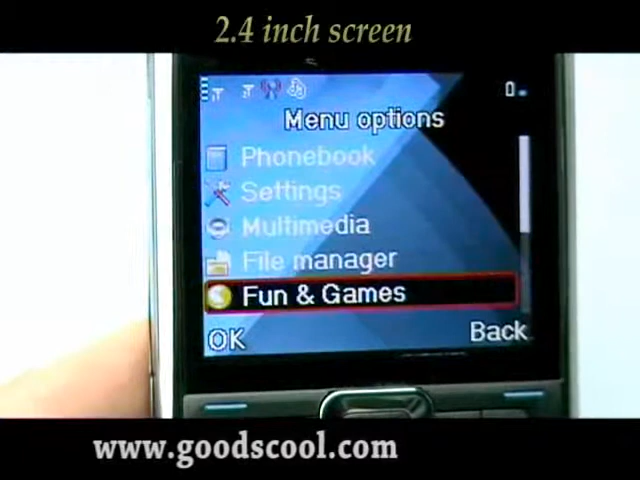 2.4 inch screen
Menu options
Phonebook
Settings
Multimedia
File manager
Fun & Games
OK Back
www.goodscool.com